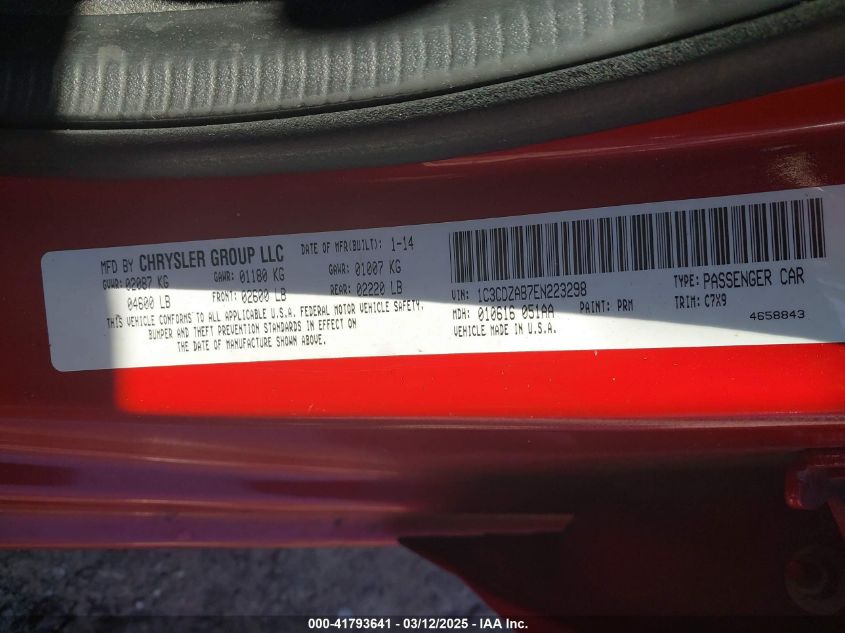 MFD BY CHRYSLER GROUP LLC DATE OF MFR(BUILT): 1-14
GVWR: 02087 KG GAWR: 01180 KG GAWR: 01007 KG
04600 LB FRONT: 02600 LB REAR: 02220 LB
THIS VEHICLE CONFORMS TO ALL APPLICABLE U.S.A. FEDERAL MOTOR VEHICLE SAFETY,
BUMPER AND THEFT PREVENTION STANDARDS IN EFFECT ON
THE DATE OF MANUFACTURE SHOWN ABOVE.
VIN: 1C3CDZAB7EN223298 TYPE: PASSENGER CAR
MDH: 010616 051AA PAINT: PRM TRIM: C7X9
VEHICLE MADE IN U.S.A. 4658843
000-41793641 - 03/12/2025 - IAA Inc.